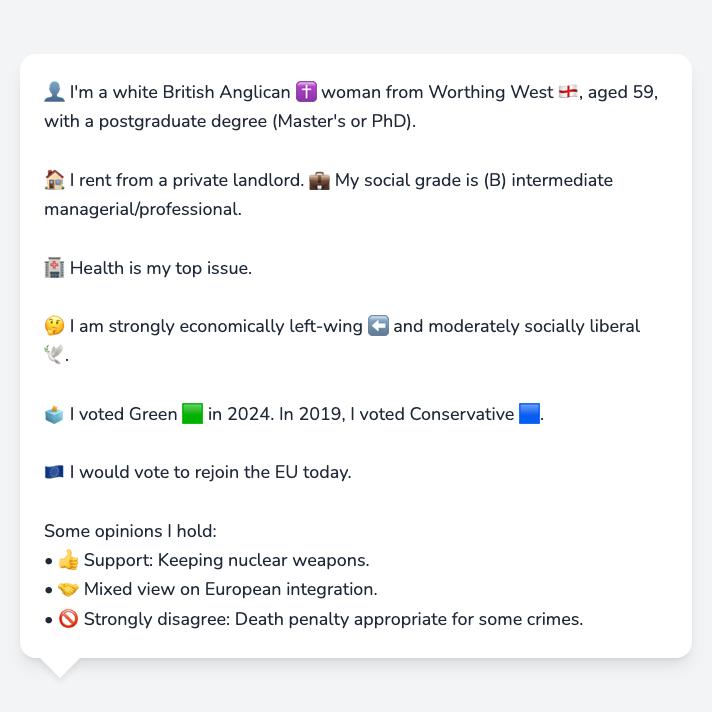 👤 I'm a white British Anglican ✝️ woman from Worthing West 🏴󠁧󠁢󠁥󠁮󠁧󠁿, aged 59,
with a postgraduate degree (Master's or PhD).
🏠 I rent from a private landlord. 💼 My social grade is (B) intermediate
managerial/professional.
🏥 Health is my top issue.
🤔 I am strongly economically left-wing ⬅️ and moderately socially liberal
🕊️.
🗳️ I voted Green 🟩 in 2024. In 2019, I voted Conservative 🟦.
🇪🇺 I would vote to rejoin the EU today.
Some opinions I hold:
• 👍 Support: Keeping nuclear weapons.
• 🤝 Mixed view on European integration.
• 🚫 Strongly disagree: Death penalty appropriate for some crimes.